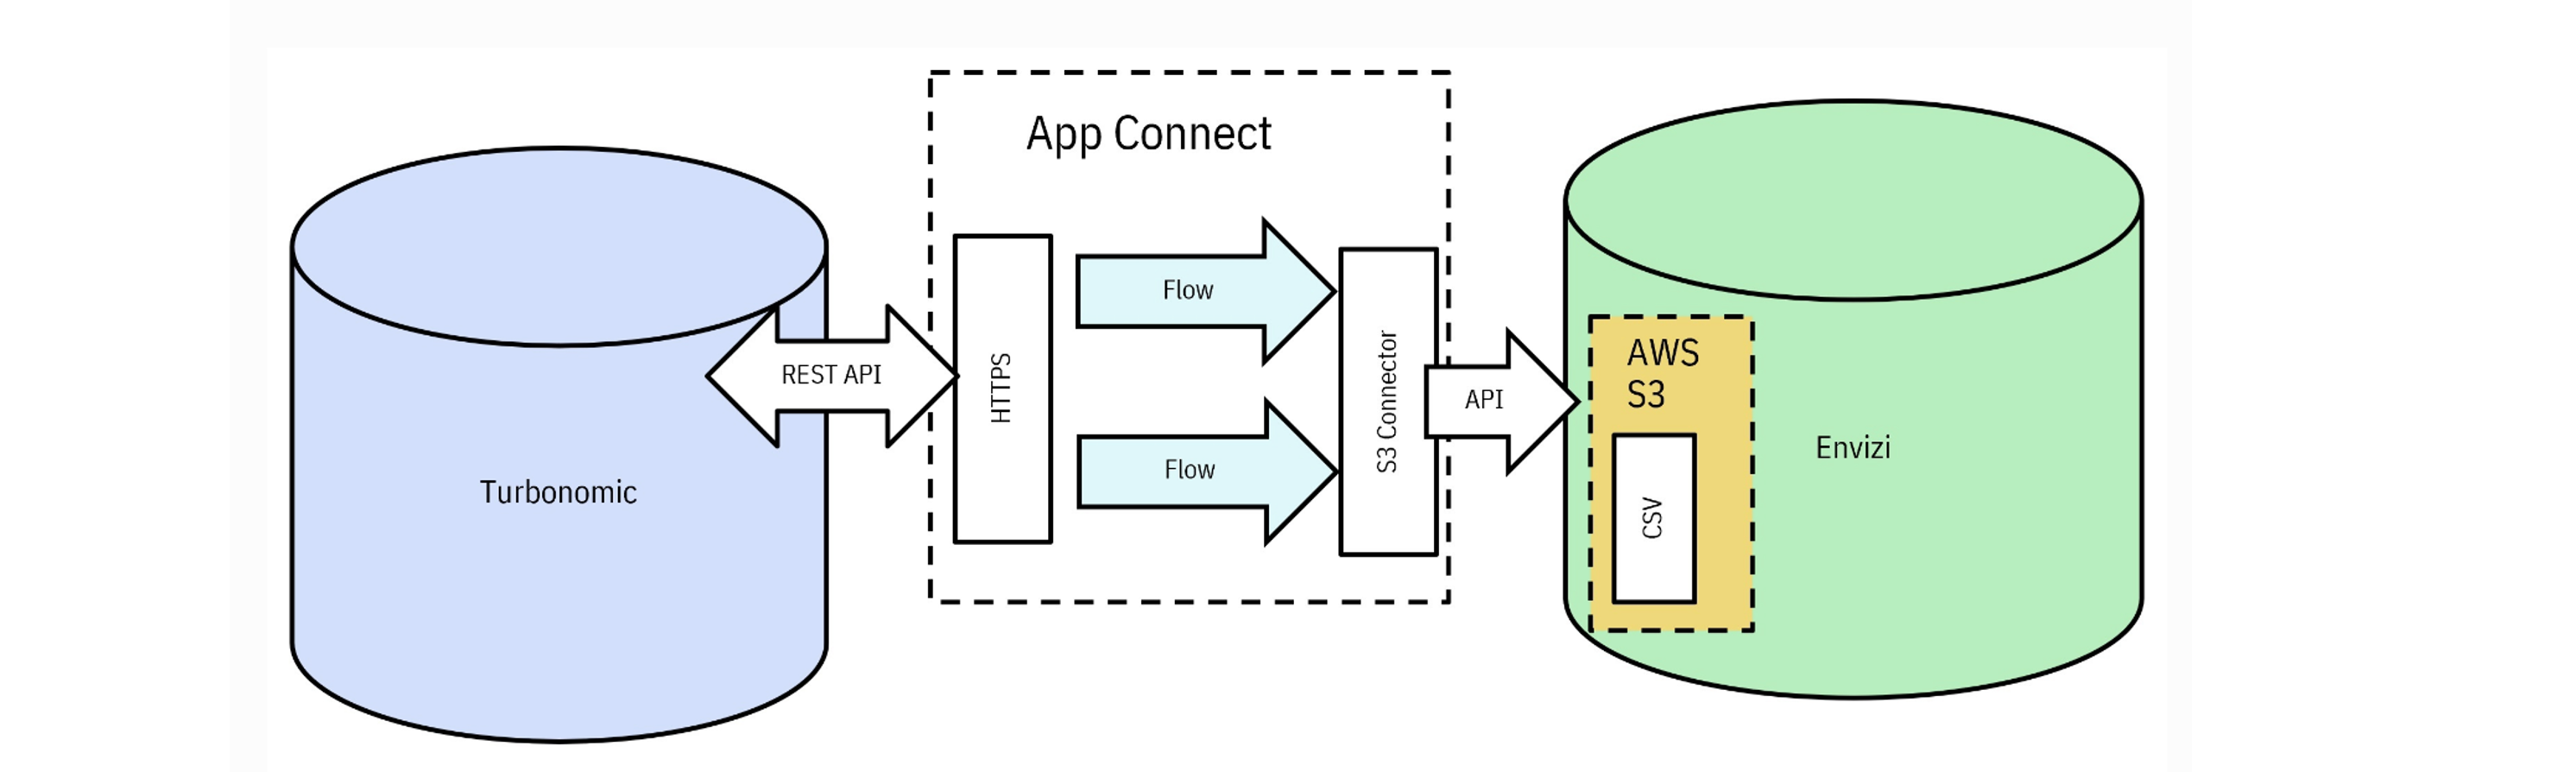 App Connect
Turbonomic
REST API
HTTPS
Flow
Flow
S3 Connector
API
AWS
S3
CSV
Envizi